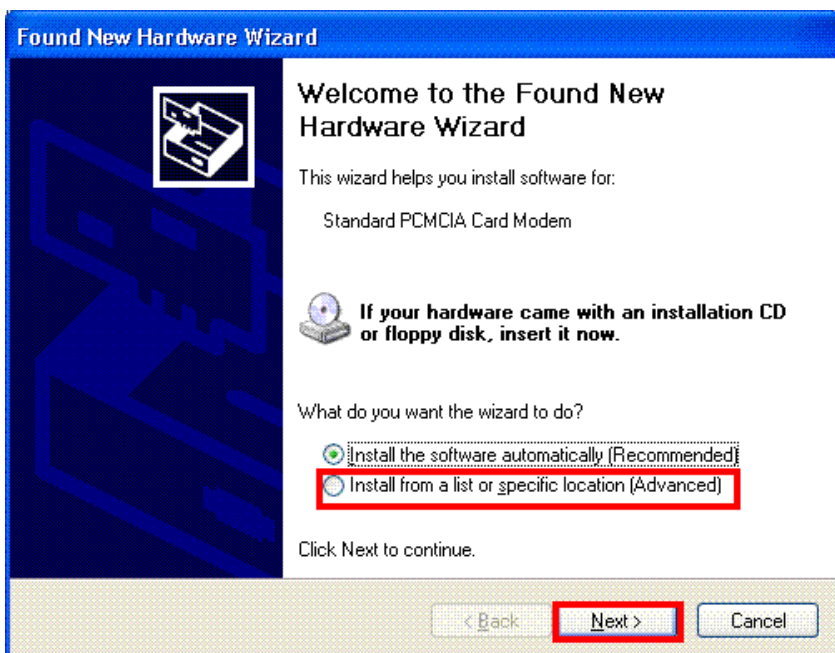 Found New Hardware Wizard
Welcome to the Found New
Hardware Wizard
This wizard helps you install software for:
Standard PCMCIA Card Modem
If your hardware came with an installation CD
or floppy disk, insert it now.
What do you want the wizard to do?
Install the software automatically (Recommended)
Install from a list or specific location (Advanced)
Click Next to continue.
< Back
Next >
Cancel